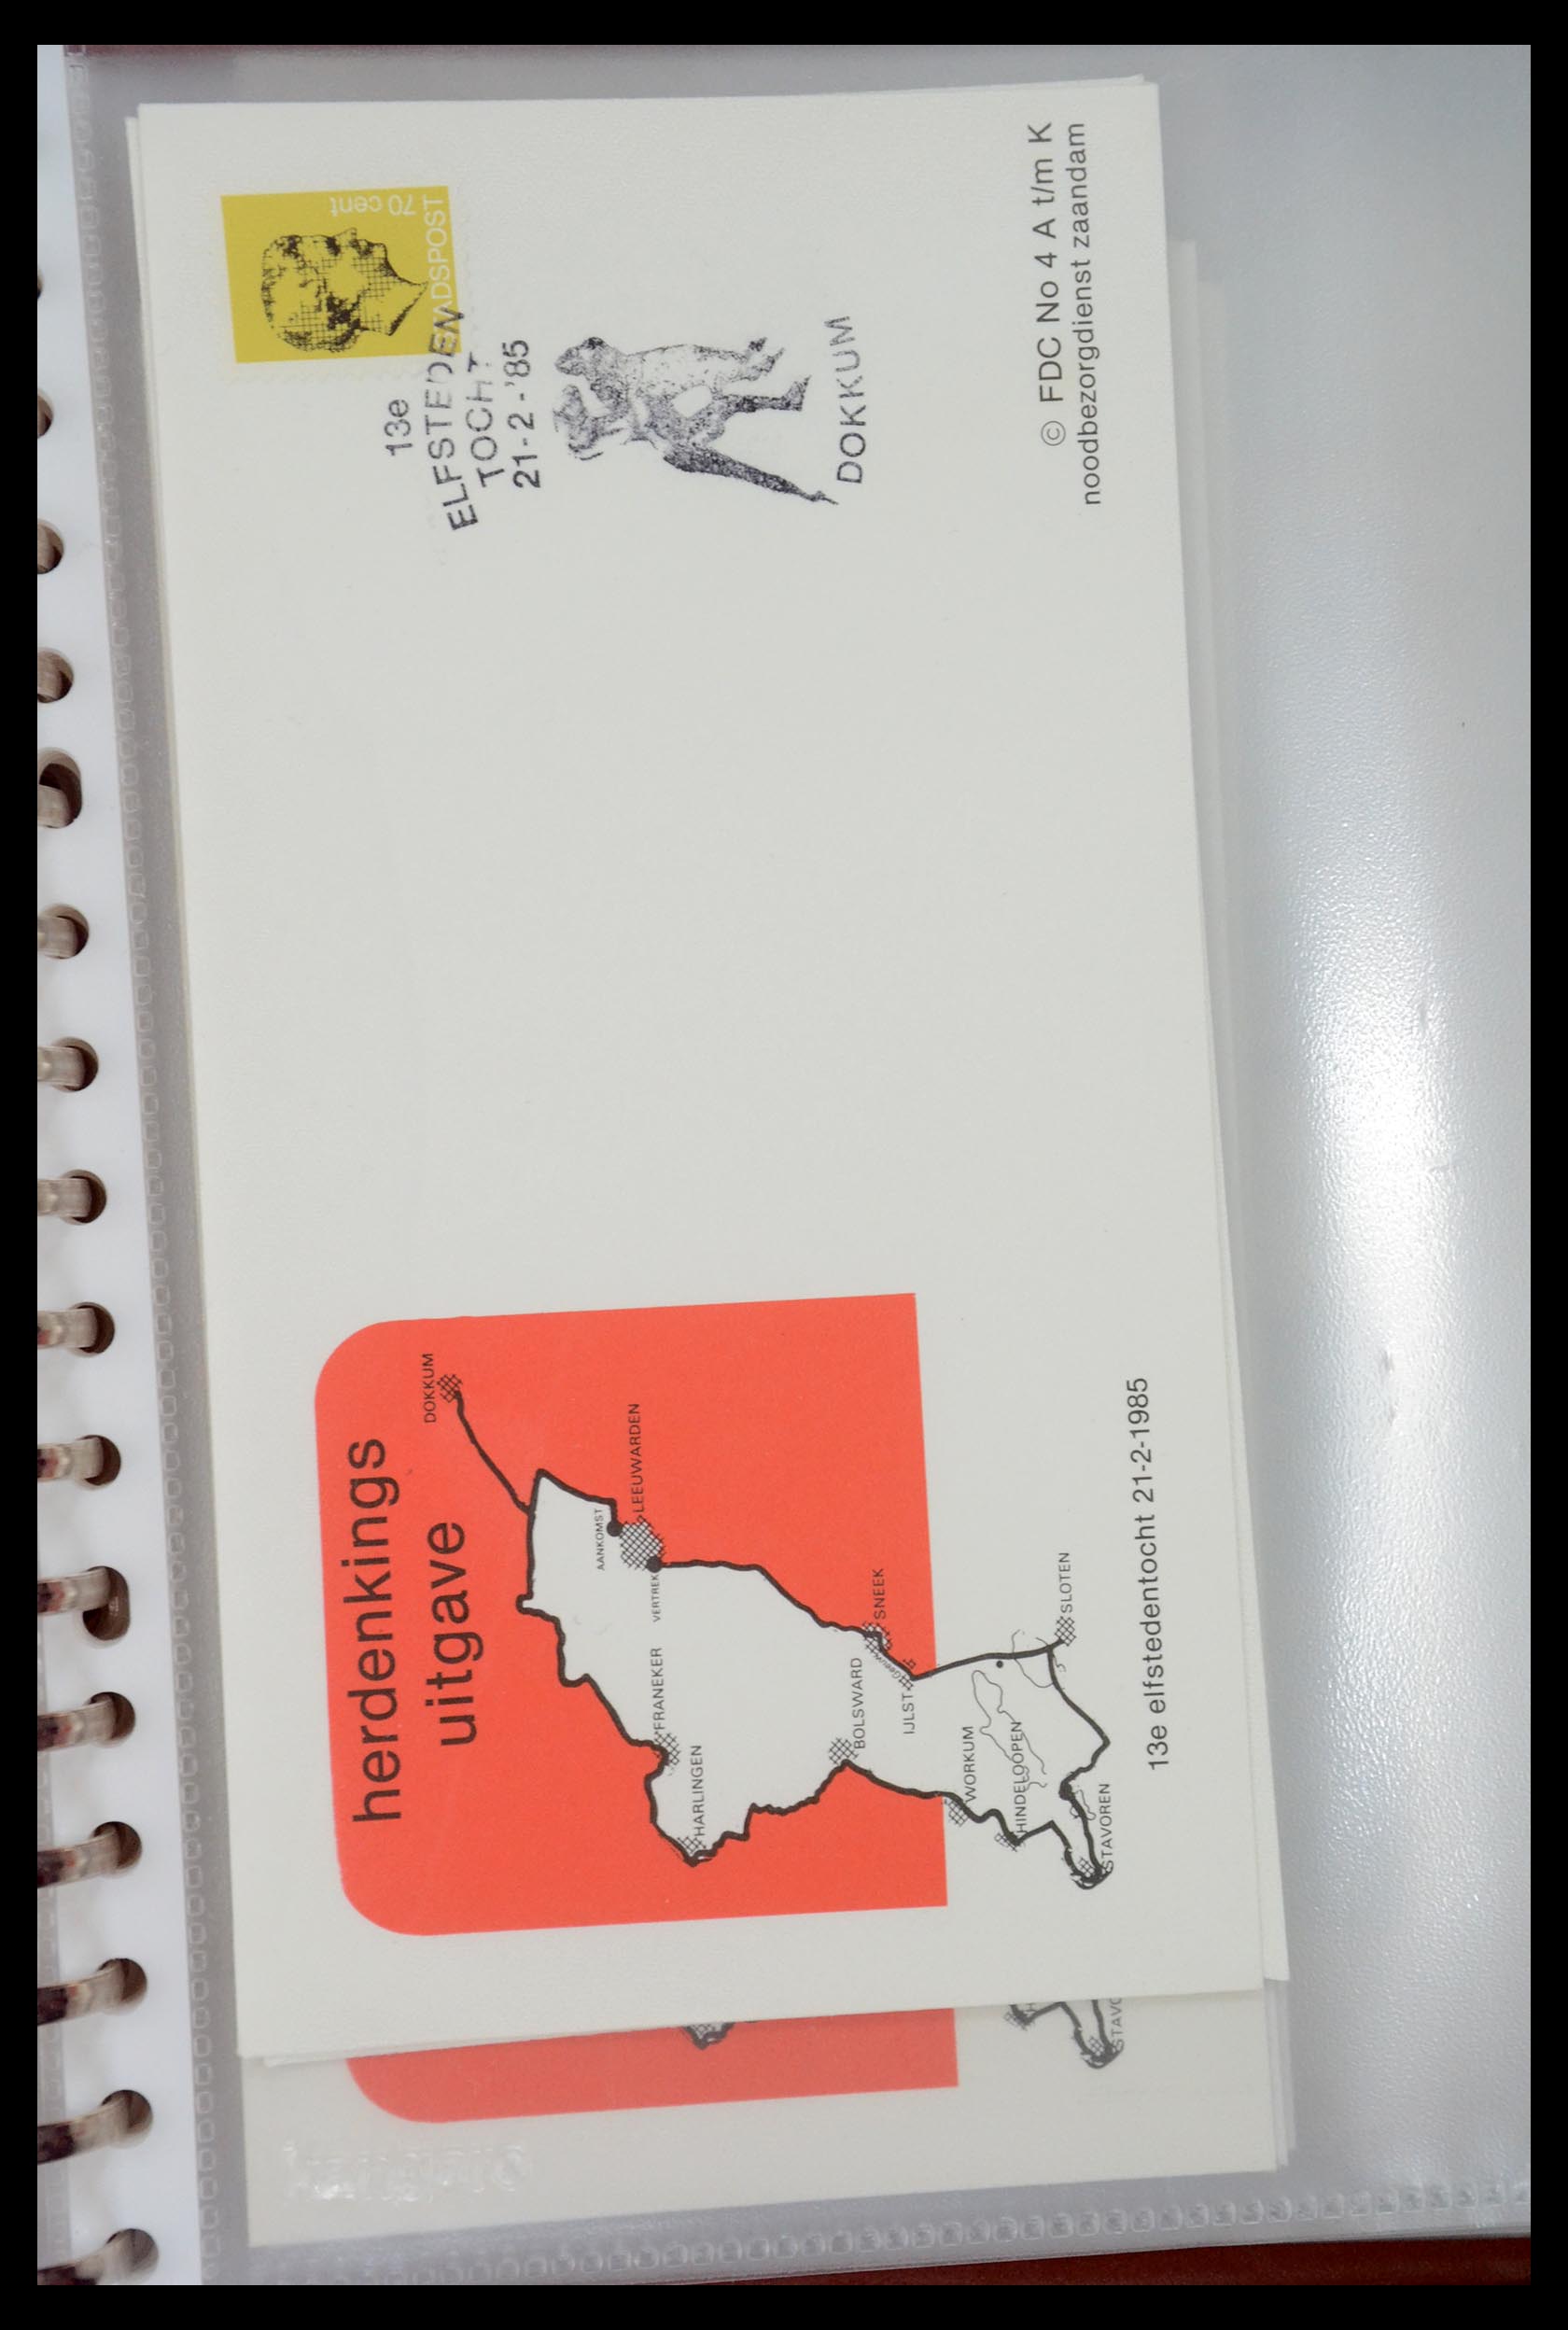 herdenkings
uitgave
DOKKUM
LEEUWARDEN
AANKOMST
VERTREK
FRANEKER
HARLINGEN
SNEEK
BOLSWARD
IJLST
SLOTEN
WORKUM
HINDELOOPEN
STAVOREN
13e elfstedentocht 21-2-1985
70 cent
STADSPOST
13e
ELFSTEDEN
TOCHT
21-2-'85
DOKKUM
© FDC No 4 A t/m K
noodbezorgdienst zaandam
STAVO